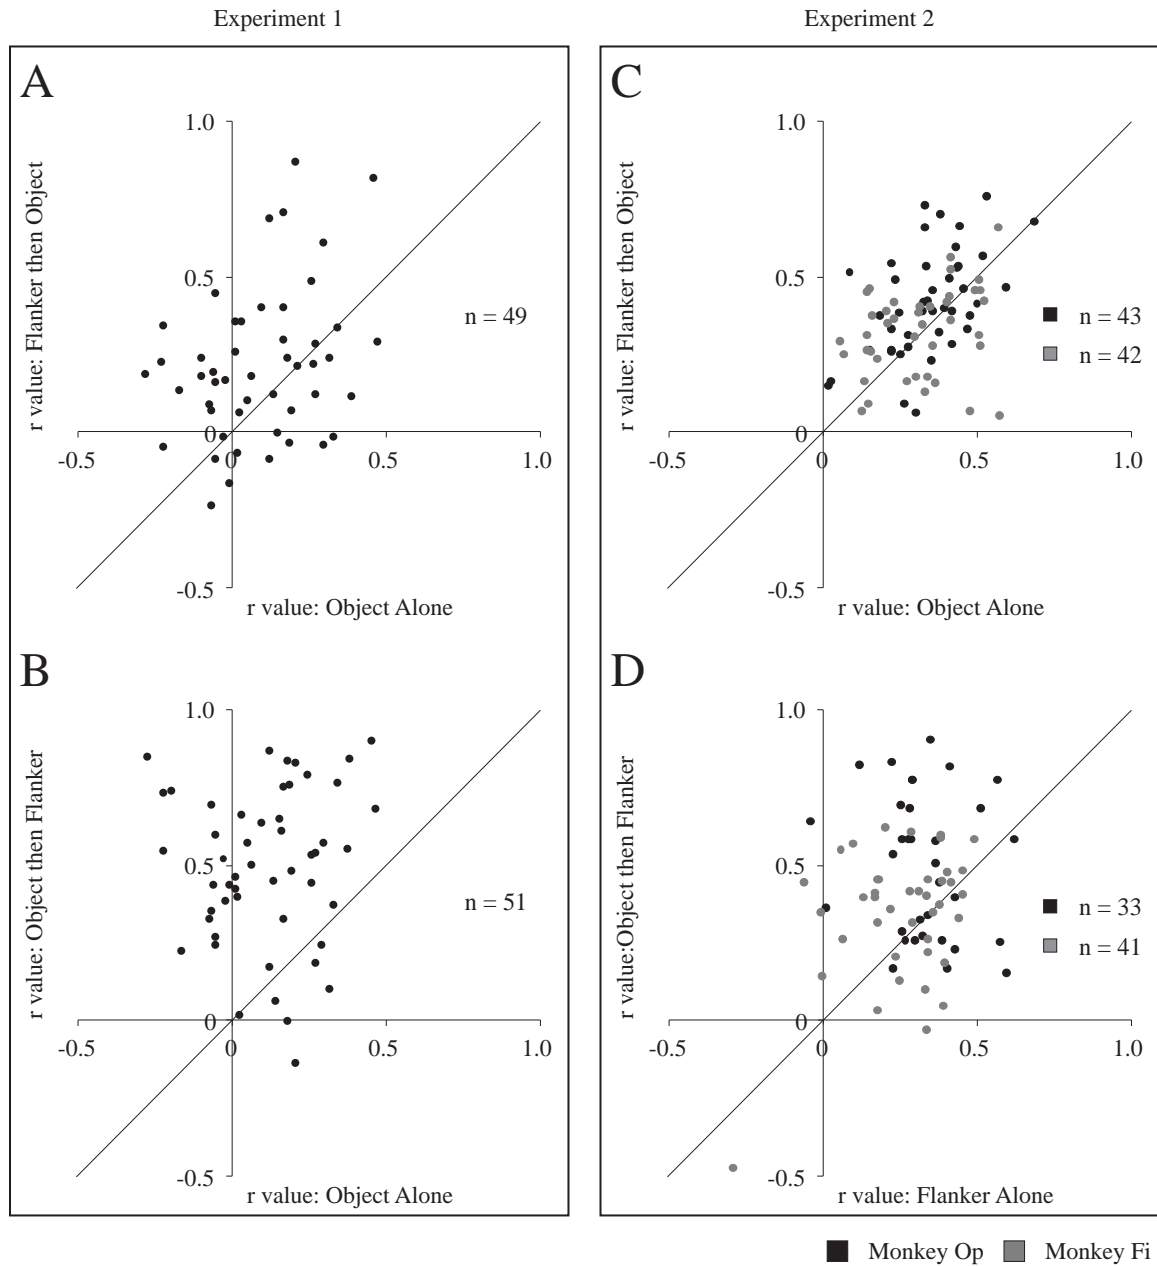 Experiment 1
Experiment 2
A
1.0
r value: Flanker then Object
0.5
n = 49
0
-0.5
0
0.5
1.0
-0.5
r value: Object Alone
C
1.0
r value: Flanker then Object
0.5
n = 43
n = 42
0
-0.5
0
0.5
1.0
-0.5
r value: Object Alone
B
1.0
r value: Object then Flanker
0.5
n = 51
0
-0.5
0
0.5
1.0
-0.5
r value: Object Alone
D
1.0
r value:Object then Flanker
0.5
n = 33
n = 41
0
-0.5
0
0.5
1.0
-0.5
r value: Flanker Alone
Monkey Op Monkey Fi